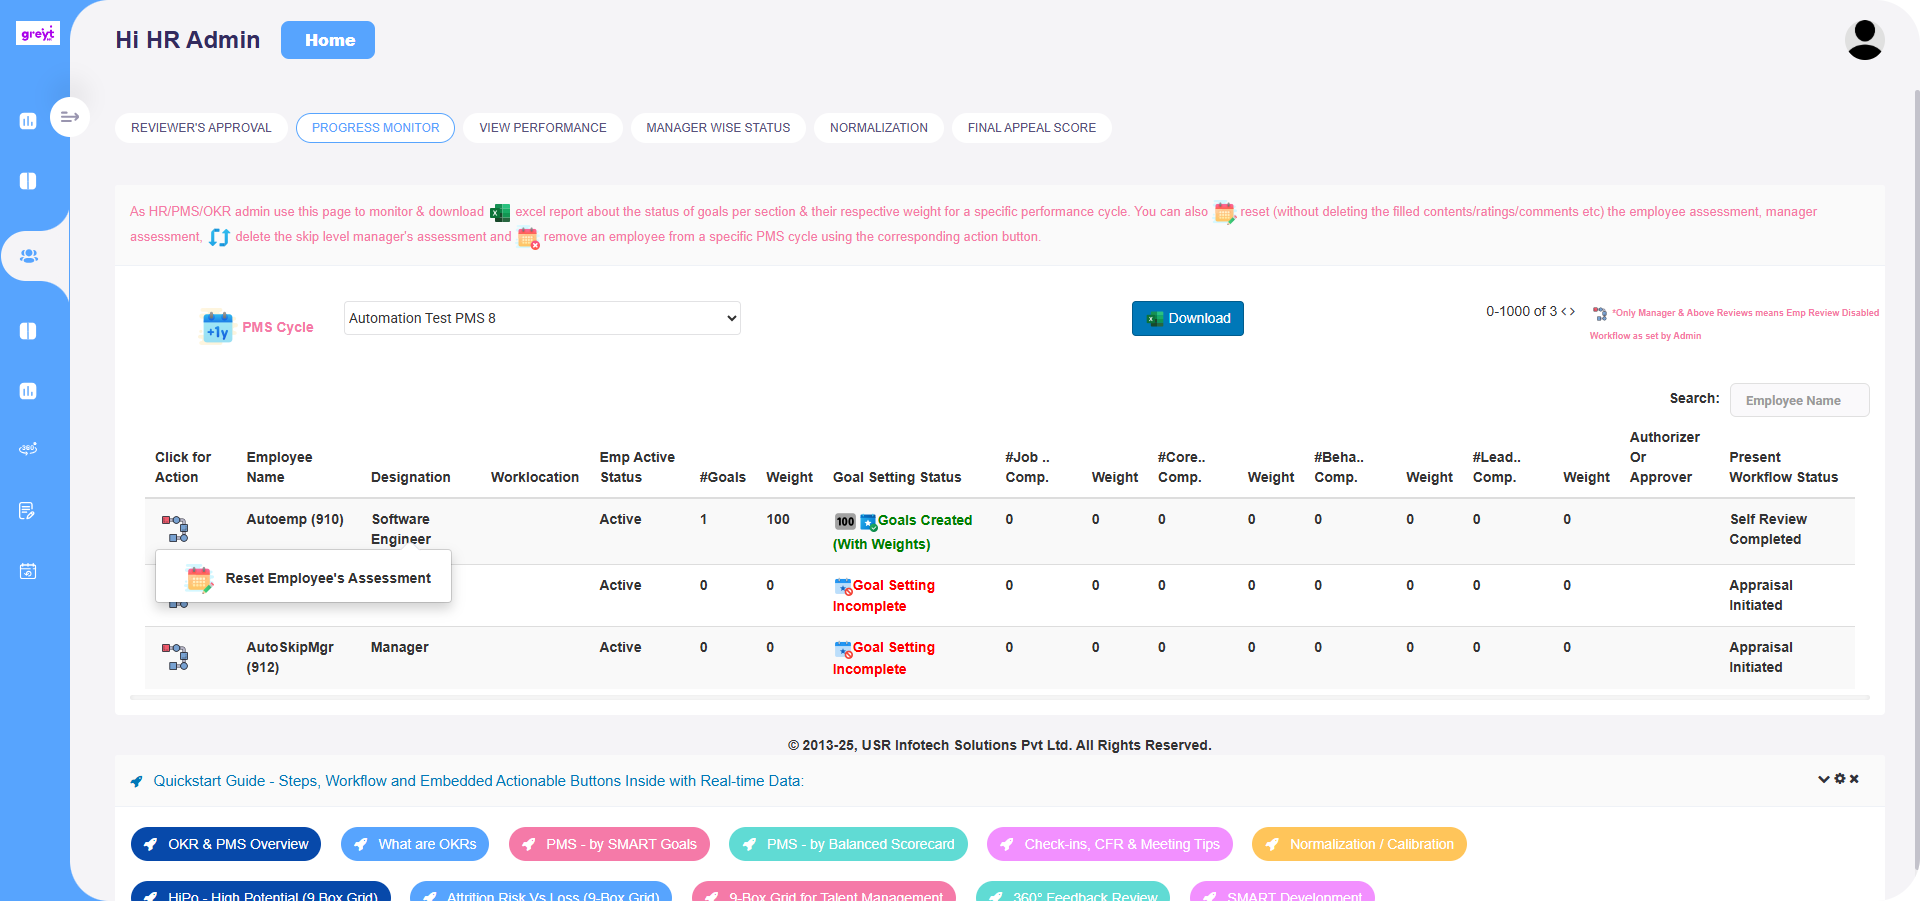 greyt
Hi HR Admin
Home
REVIEWER'S APPROVAL
PROGRESS MONITOR
VIEW PERFORMANCE
MANAGER WISE STATUS
NORMALIZATION
FINAL APPEAL SCORE
As HR/PMS/OKR admin use this page to monitor & download excel report about the status of goals per section & their respective weight for a specific performance cycle. You can also reset (without deleting the filled contents/ratings/comments etc) the employee assessment, manager
assessment, delete the skip level manager's assessment and remove an employee from a specific PMS cycle using the corresponding action button.
+1y
PMS Cycle
Automation Test PMS 8
Download
0-1000 of 3 < >
*Only Manager & Above Reviews means Emp Review Disabled
Workflow as set by Admin
Search:
Employee Name
Click for Action
Employee Name
Designation
Worklocation
Emp Active Status
#Goals
Weight
Goal Setting Status
#Job .. Comp.
Weight
#Core.. Comp.
Weight
#Beha.. Comp.
Weight
#Lead.. Comp.
Weight
Authorizer Or Approver
Present Workflow Status
Autoemp (910) Software Engineer Active 1 100 100 Goals Created (With Weights) 0 0 0 0 0 0 0 0 Self Review Completed
Reset Employee's Assessment
Active 0 0 Goal Setting Incomplete 0 0 0 0 0 0 0 0 Appraisal Initiated
AutoSkipMgr (912) Manager Active 0 0 Goal Setting Incomplete 0 0 0 0 0 0 0 0 Appraisal Initiated
© 2013-25, USR Infotech Solutions Pvt Ltd. All Rights Reserved.
Quickstart Guide - Steps, Workflow and Embedded Actionable Buttons Inside with Real-time Data:
OKR & PMS Overview
What are OKRs
PMS - by SMART Goals
PMS - by Balanced Scorecard
Check-ins, CFR & Meeting Tips
Normalization / Calibration
HiPo - High Potential (9 Box Grid)
Attrition Risk Vs Loss (9-Box Grid)
9-Box Grid for Talent Management
360° Feedback Review
SMART Development